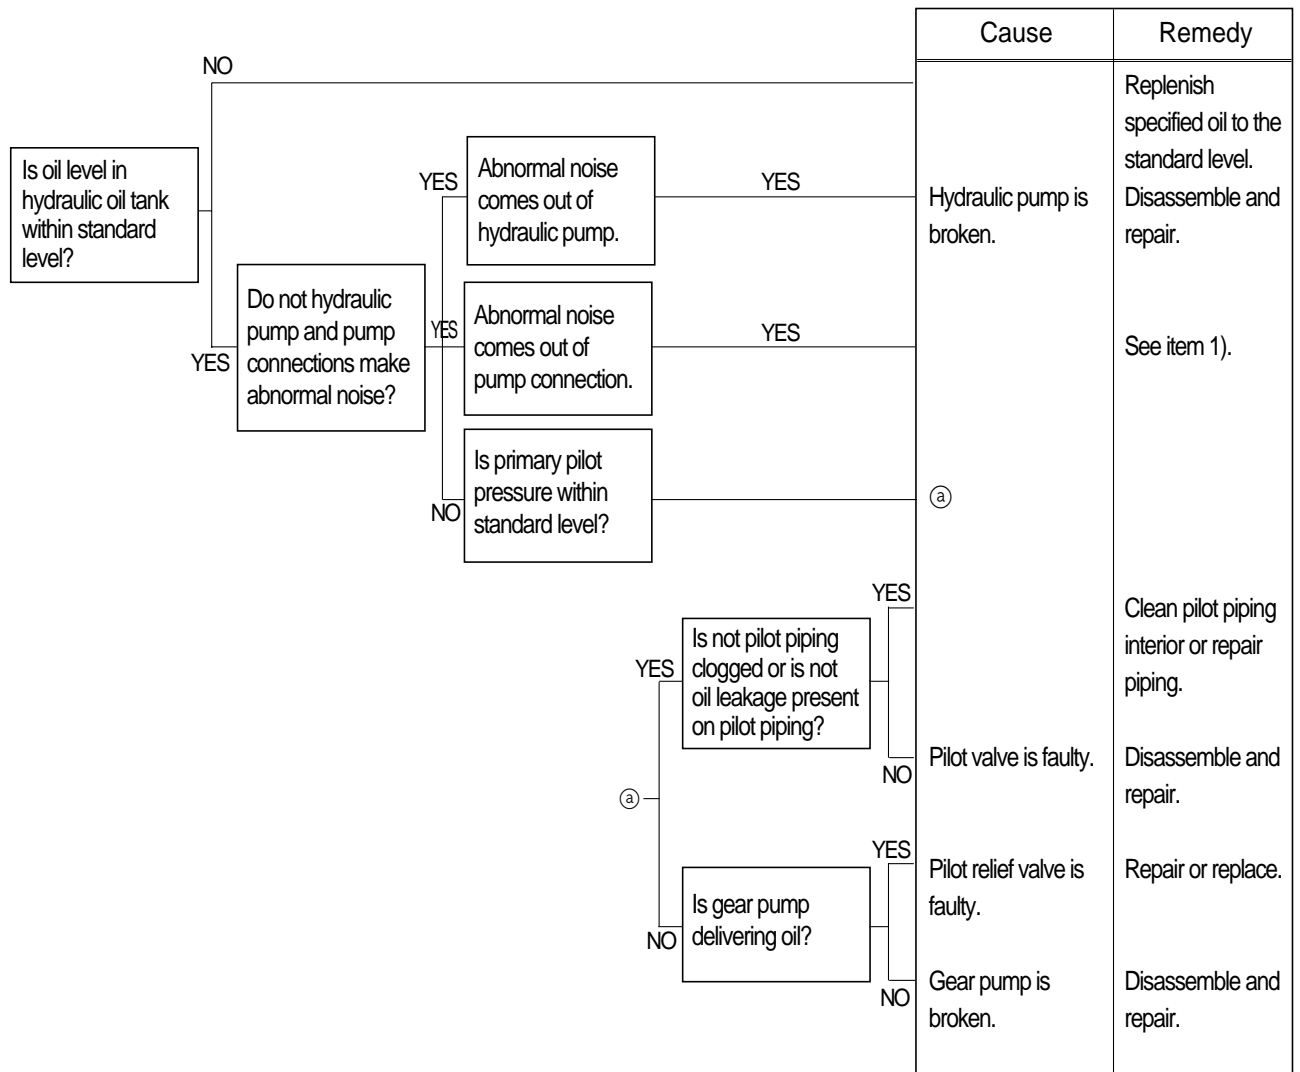 Cause
Remedy
NO
Replenish
specified oil to the
standard level.
Is oil level in
hydraulic oil tank
within standard
level?
YES
Abnormal noise
comes out of
hydraulic pump.
YES
Hydraulic pump is
broken.
Disassemble and
repair.
YES
Do not hydraulic
pump and pump
connections make
abnormal noise?
YES
Abnormal noise
comes out of
pump connection.
YES
See item 1).
NO
Is primary pilot
pressure within
standard level?
ⓐ
YES
Clean pilot piping
interior or repair
piping.
YES
Is not pilot piping
clogged or is not
oil leakage present
on pilot piping?
NO
Pilot valve is faulty.
Disassemble and
repair.
ⓐ
YES
Pilot relief valve is
faulty.
Repair or replace.
NO
Is gear pump
delivering oil?
NO
Gear pump is
broken.
Disassemble and
repair.